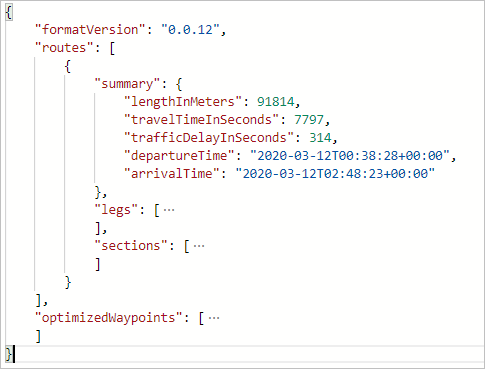 {
    "formatVersion": "0.0.12",
    "routes": [
        {
            "summary": {
                "lengthInMeters": 91814,
                "travelTimeInSeconds": 7797,
                "trafficDelayInSeconds": 314,
                "departureTime": "2020-03-12T00:38:28+00:00",
                "arrivalTime": "2020-03-12T02:48:23+00:00"
            },
            "legs": [ ⋯
            ],
            "sections": [ ⋯
            ]
        }
    ],
    "optimizedWaypoints": [ ⋯
    ]
}